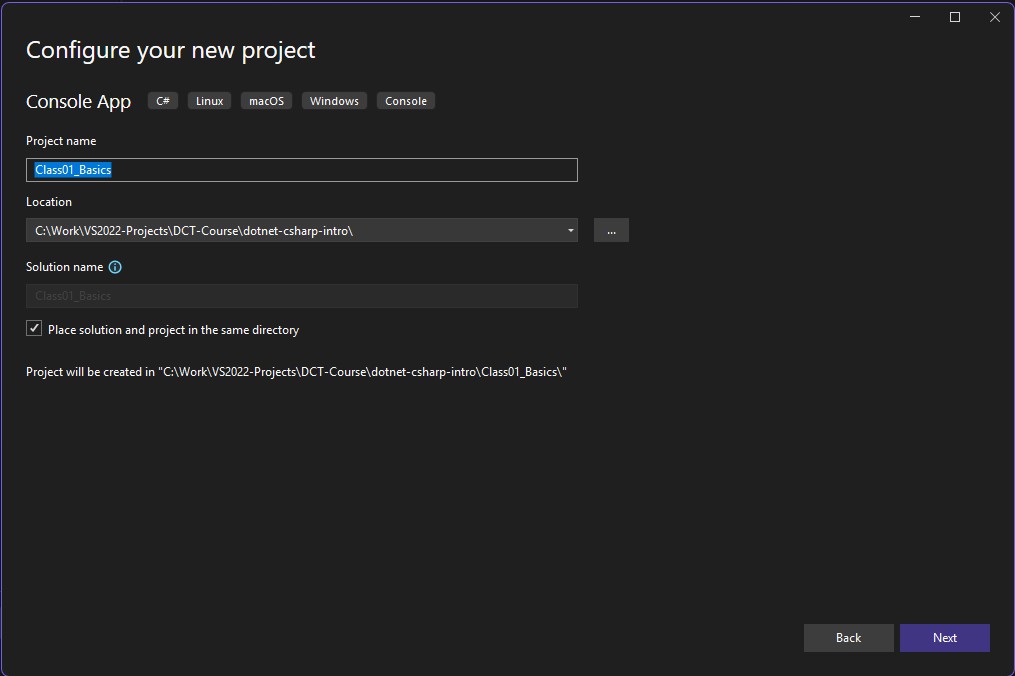 Configure your new project
Console App C# Linux macOS Windows Console
Project name
Class01_Basics
Location
C:\Work\VS2022-Projects\DCT-Course\dotnet-csharp-intro\ ...
Solution name
Class01_Basics
Place solution and project in the same directory
Project will be created in "C:\Work\VS2022-Projects\DCT-Course\dotnet-csharp-intro\Class01_Basics\"
Back Next